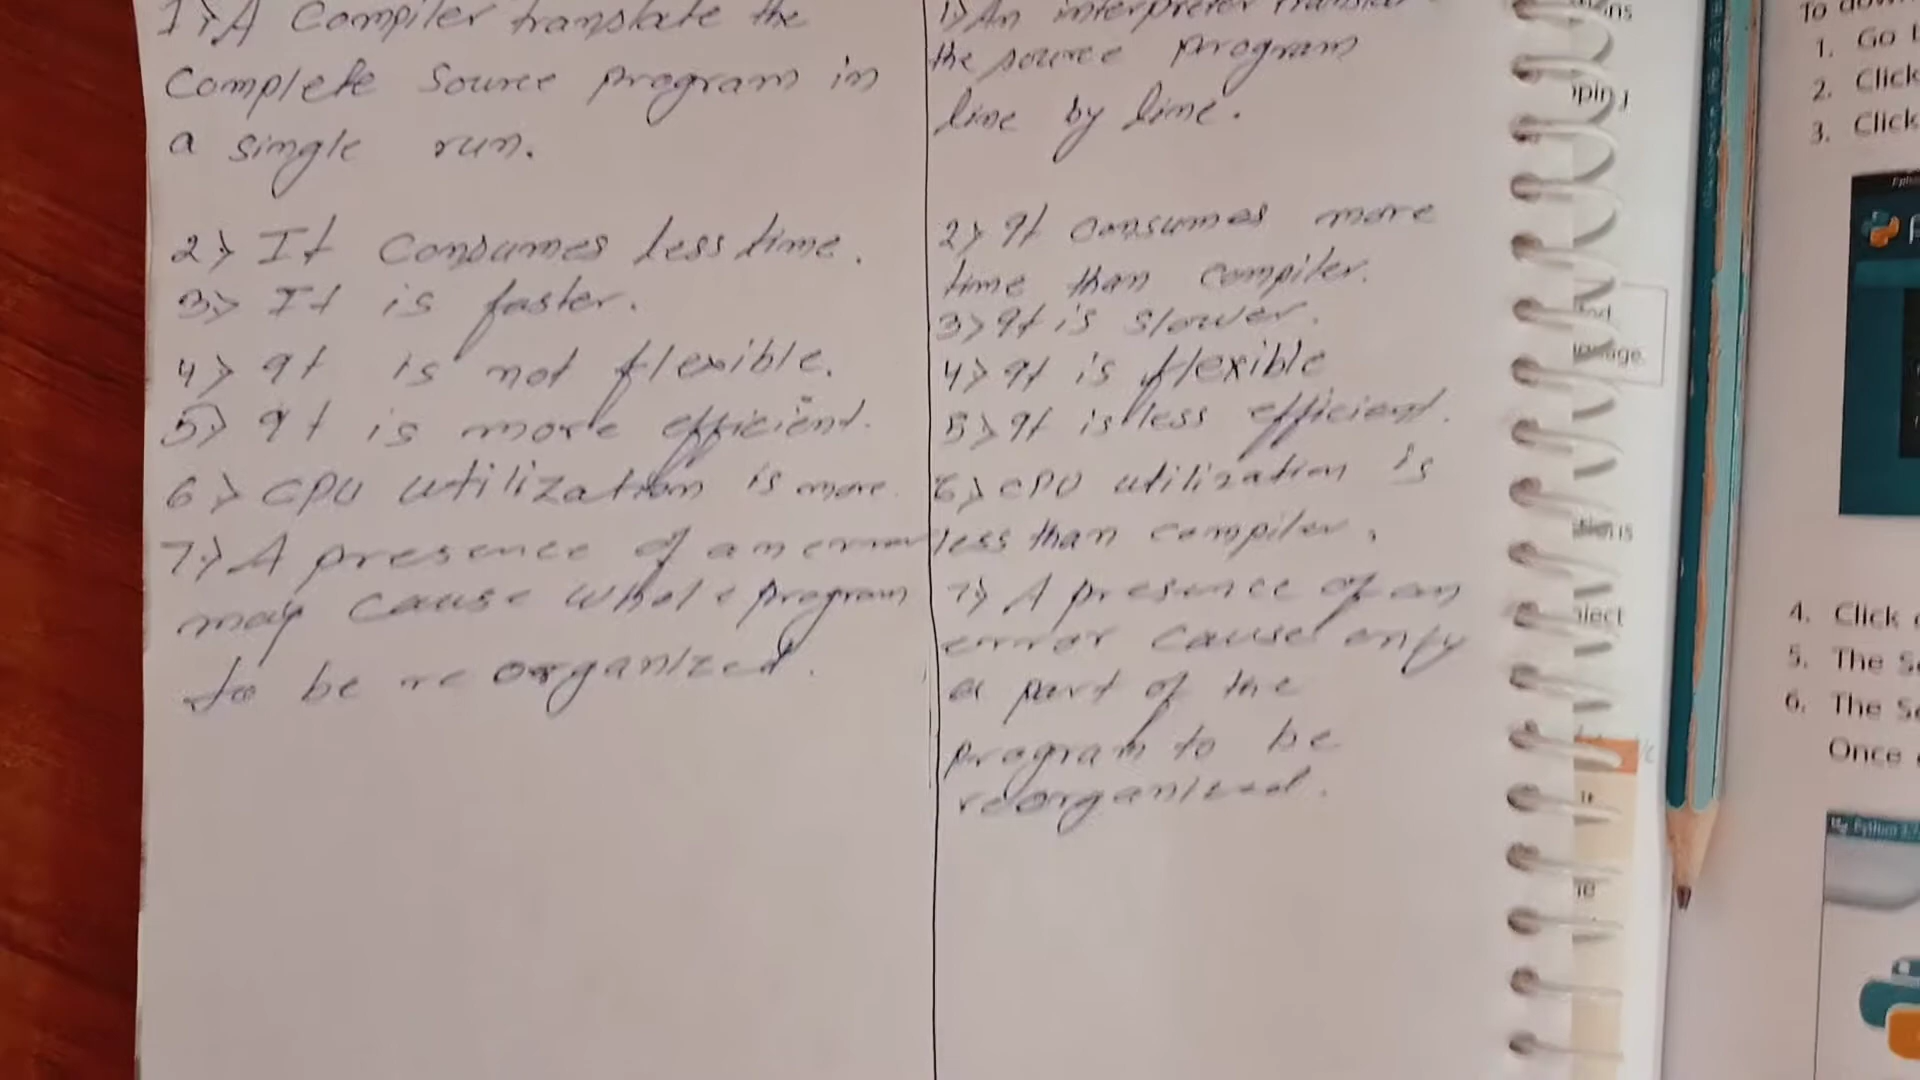 1> A Compiler translate the
Complete Source program in
a single run.
2> It Consumes less time.
3> It is faster.
4> It is not flexible.
5> It is more efficient.
6> CPU utilization is more.
7> A presence of an error
may cause whole program
to be re organized.
1> An interpreter
the source program
line by line.
2> It consumes more
time than compiler.
3> It is slower.
4> It is flexible
5> It is less efficient.
6> CPU utilization is
less than compiler.
7> A presence of an
error cause only
a part of the
program to be
reorganized.
To
1. Go
2. Click
3. Click
4. Click
5. The
6. The
Once